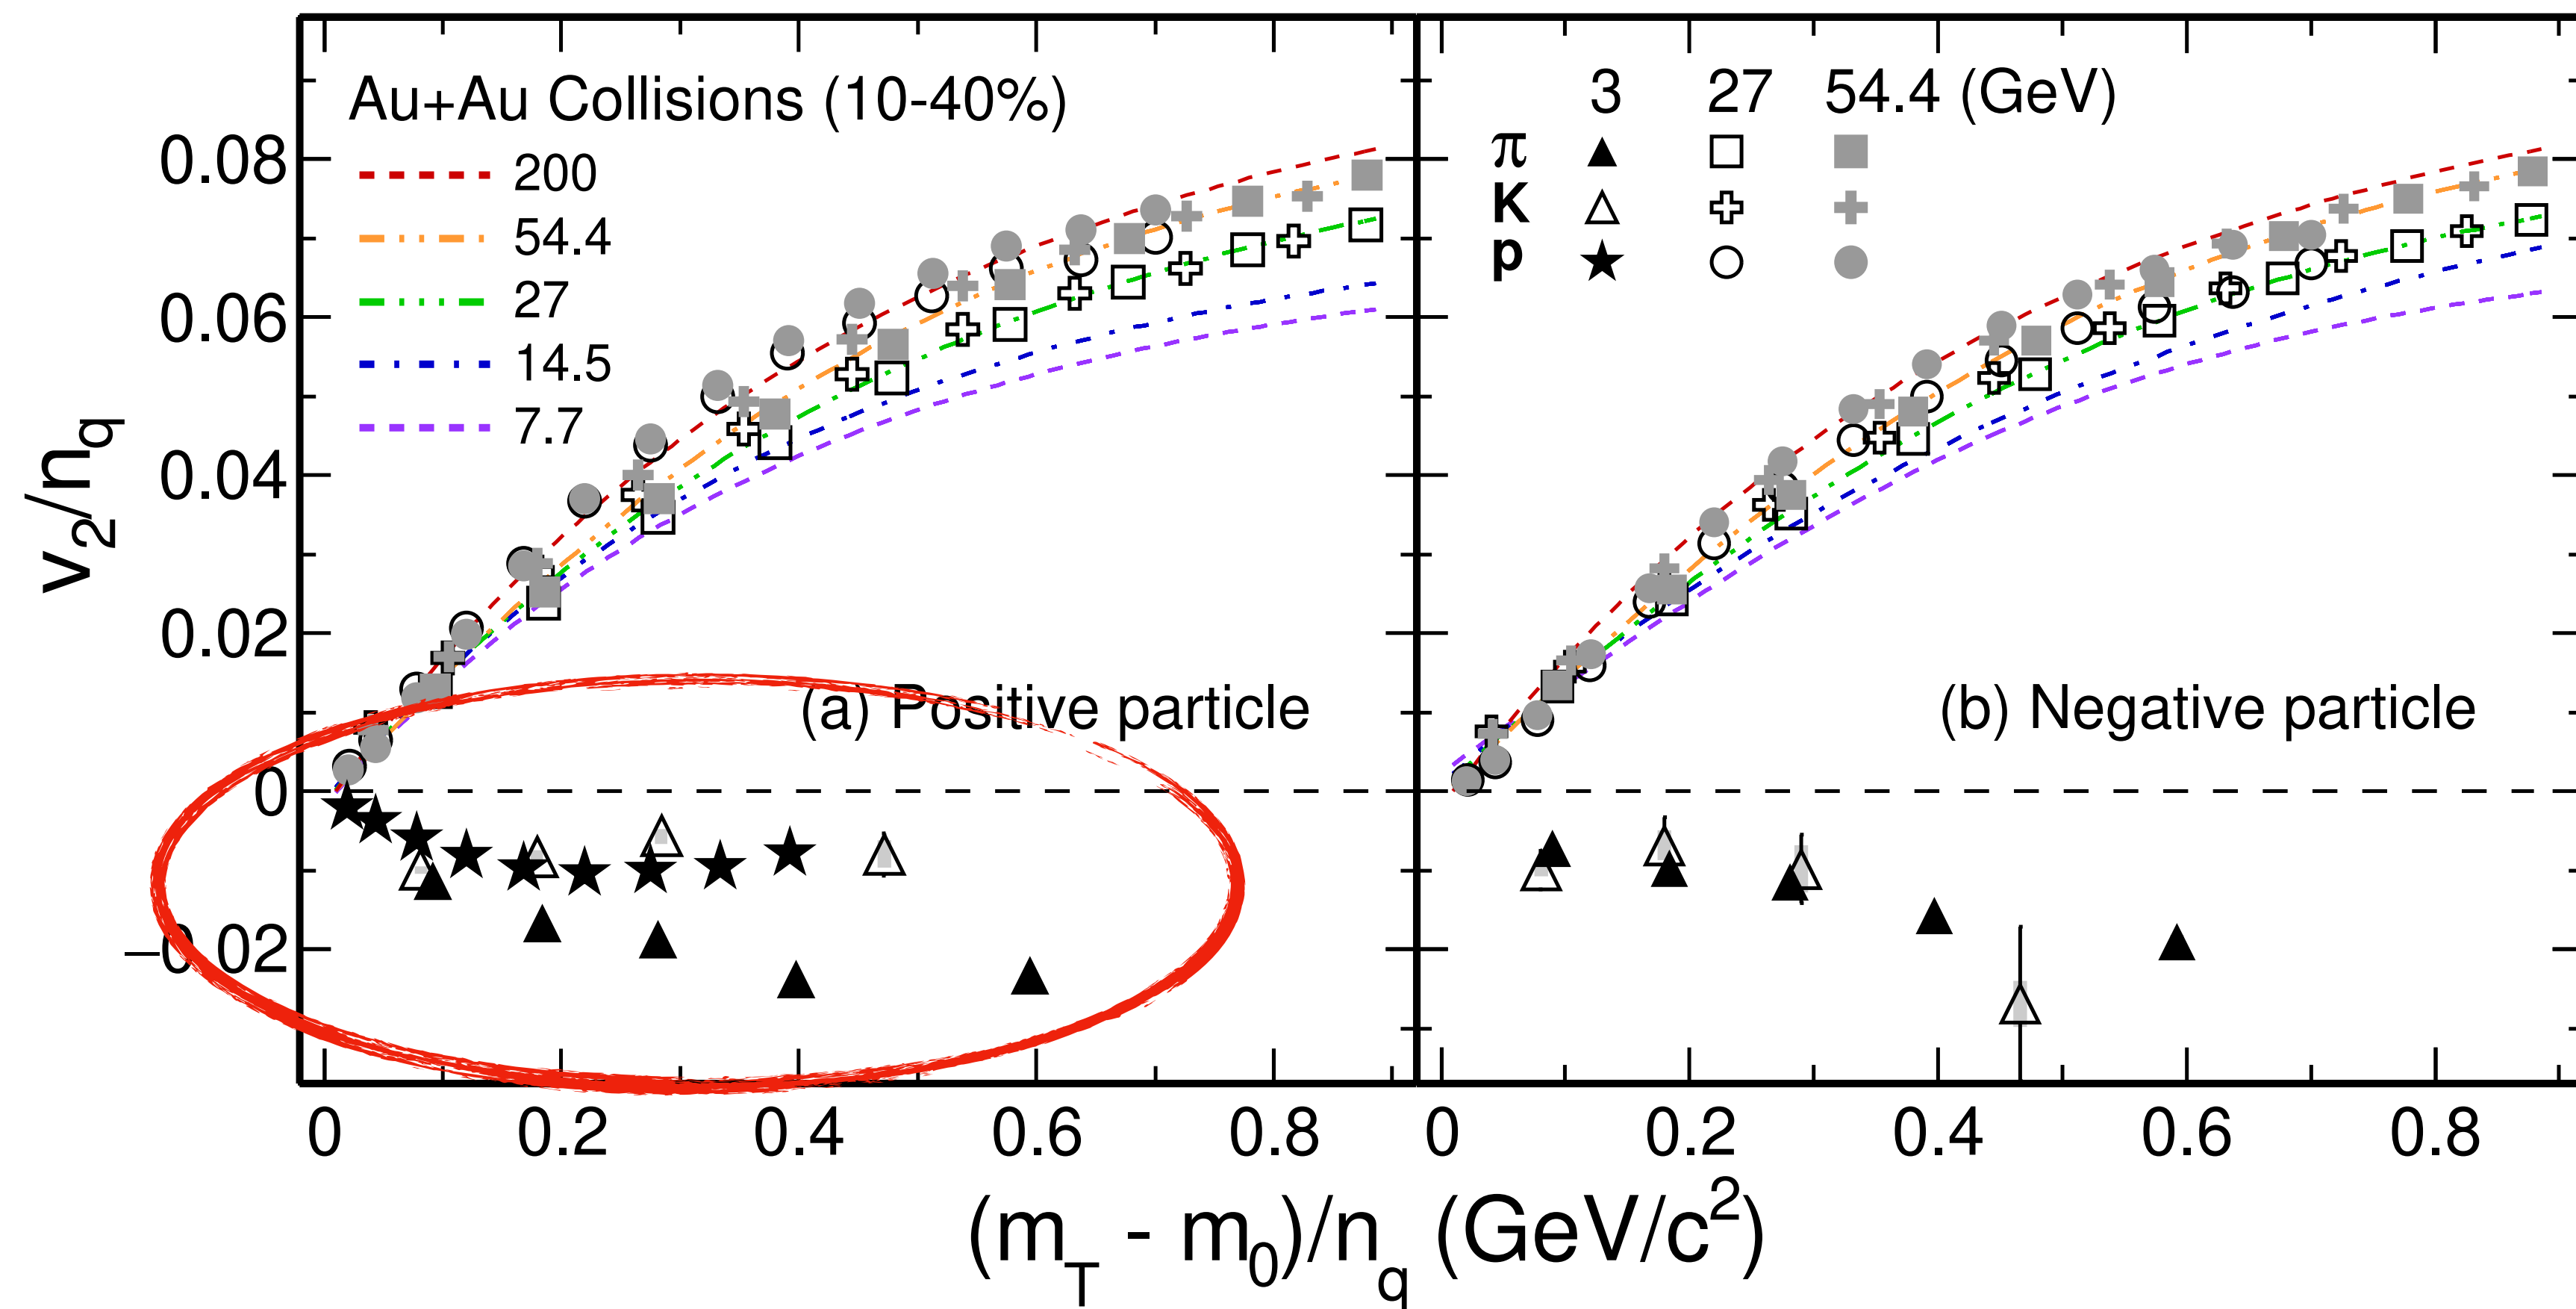 Au+Au Collisions (10-40%)
200
54.4
27
14.5
7.7
3 27 54.4 (GeV)
π
K
p
(a) Positive particle
(b) Negative particle
v2/nq
0.08
0.06
0.04
0.02
0
−0.02
0 0.2 0.4 0.6 0.8
0 0.2 0.4 0.6 0.8
(mT - m0)/nq (GeV/c²)